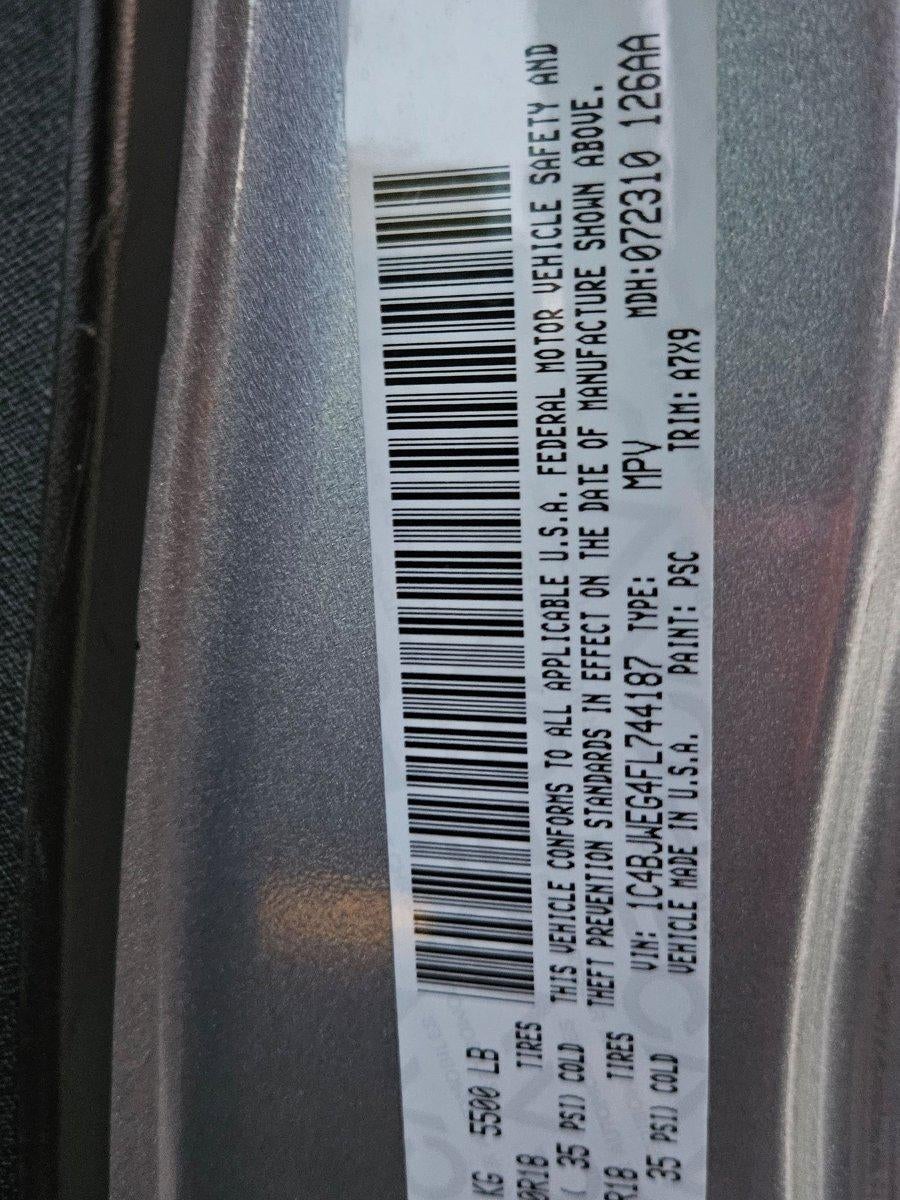 KG 5500 LB
0R18 TIRES
( 35 PSI) COLD
R18 TIRES
35 PSI) COLD
THIS VEHICLE CONFORMS TO ALL APPLICABLE U.S.A. FEDERAL MOTOR VEHICLE SAFETY AND
THEFT PREVENTION STANDARDS IN EFFECT ON THE DATE OF MANUFACTURE SHOWN ABOVE.
VIN: 1C4BJWEG4FL744187 TYPE: MPV MDH:072310 126AA
VEHICLE MADE IN U.S.A. PAINT: PSC TRIM: A7X9